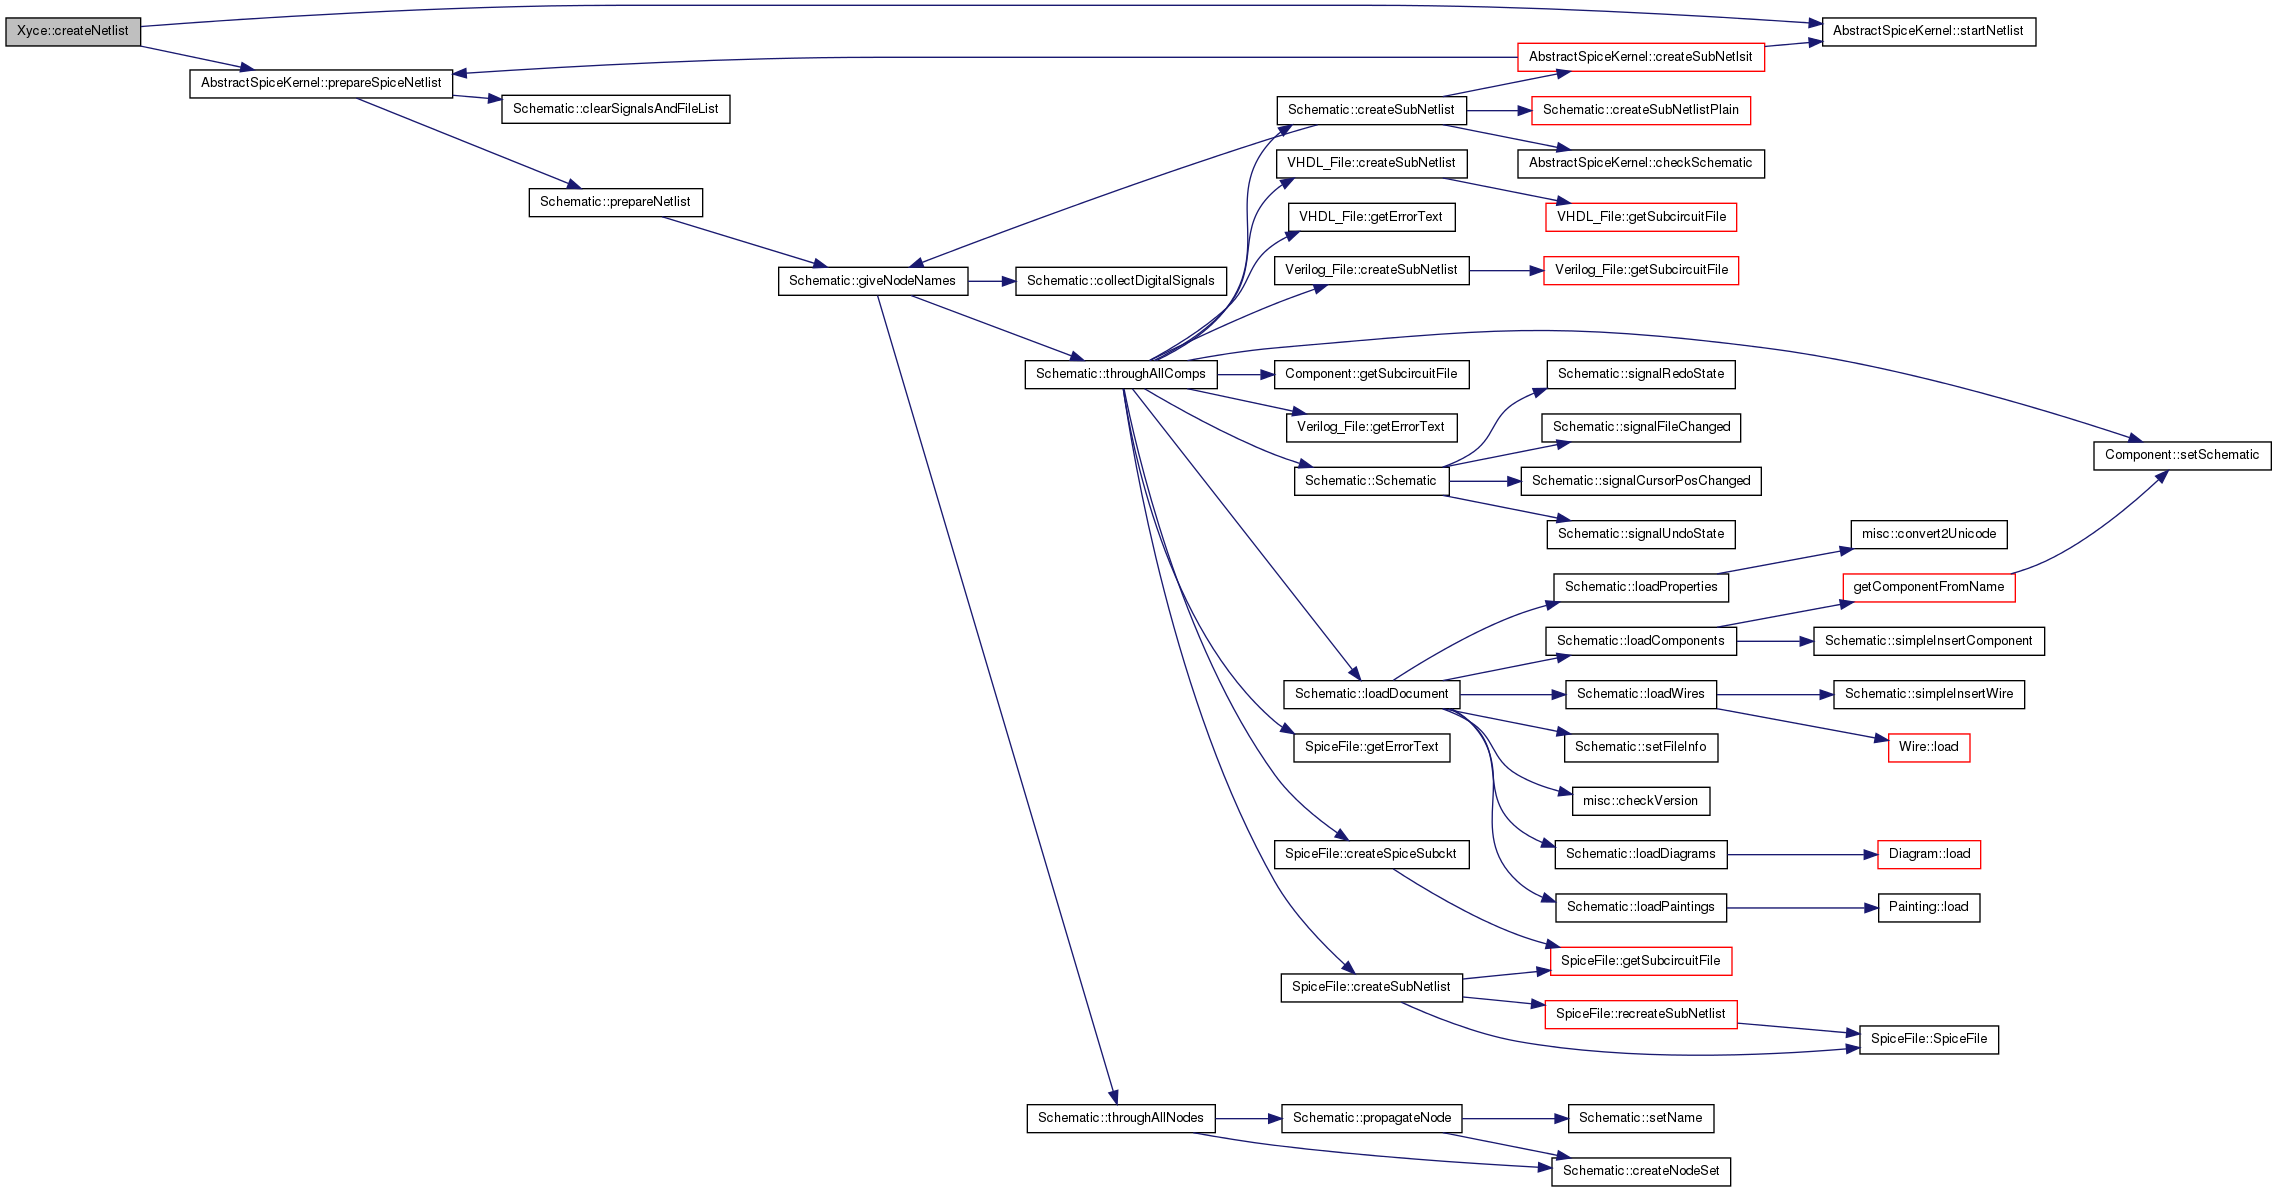 Xyce::createNetlist
AbstractSpiceKernel::startNetlist
AbstractSpiceKernel::createSubNetlsit
AbstractSpiceKernel::prepareSpiceNetlist
Schematic::clearSignalsAndFileList
Schematic::createSubNetlist
Schematic::createSubNetlistPlain
VHDL_File::createSubNetlist
AbstractSpiceKernel::checkSchematic
Schematic::prepareNetlist
VHDL_File::getErrorText
VHDL_File::getSubcircuitFile
Schematic::giveNodeNames
Schematic::collectDigitalSignals
Verilog_File::createSubNetlist
Verilog_File::getSubcircuitFile
Schematic::throughAllComps
Component::getSubcircuitFile
Schematic::signalRedoState
Verilog_File::getErrorText
Schematic::signalFileChanged
Component::setSchematic
Schematic::Schematic
Schematic::signalCursorPosChanged
Schematic::signalUndoState
misc::convert2Unicode
Schematic::loadProperties
getComponentFromName
Schematic::loadComponents
Schematic::simpleInsertComponent
Schematic::loadDocument
Schematic::loadWires
Schematic::simpleInsertWire
SpiceFile::getErrorText
Schematic::setFileInfo
Wire::load
misc::checkVersion
SpiceFile::createSpiceSubckt
Schematic::loadDiagrams
Diagram::load
Schematic::loadPaintings
Painting::load
SpiceFile::getSubcircuitFile
SpiceFile::createSubNetlist
SpiceFile::recreateSubNetlist
SpiceFile::SpiceFile
Schematic::throughAllNodes
Schematic::propagateNode
Schematic::setName
Schematic::createNodeSet